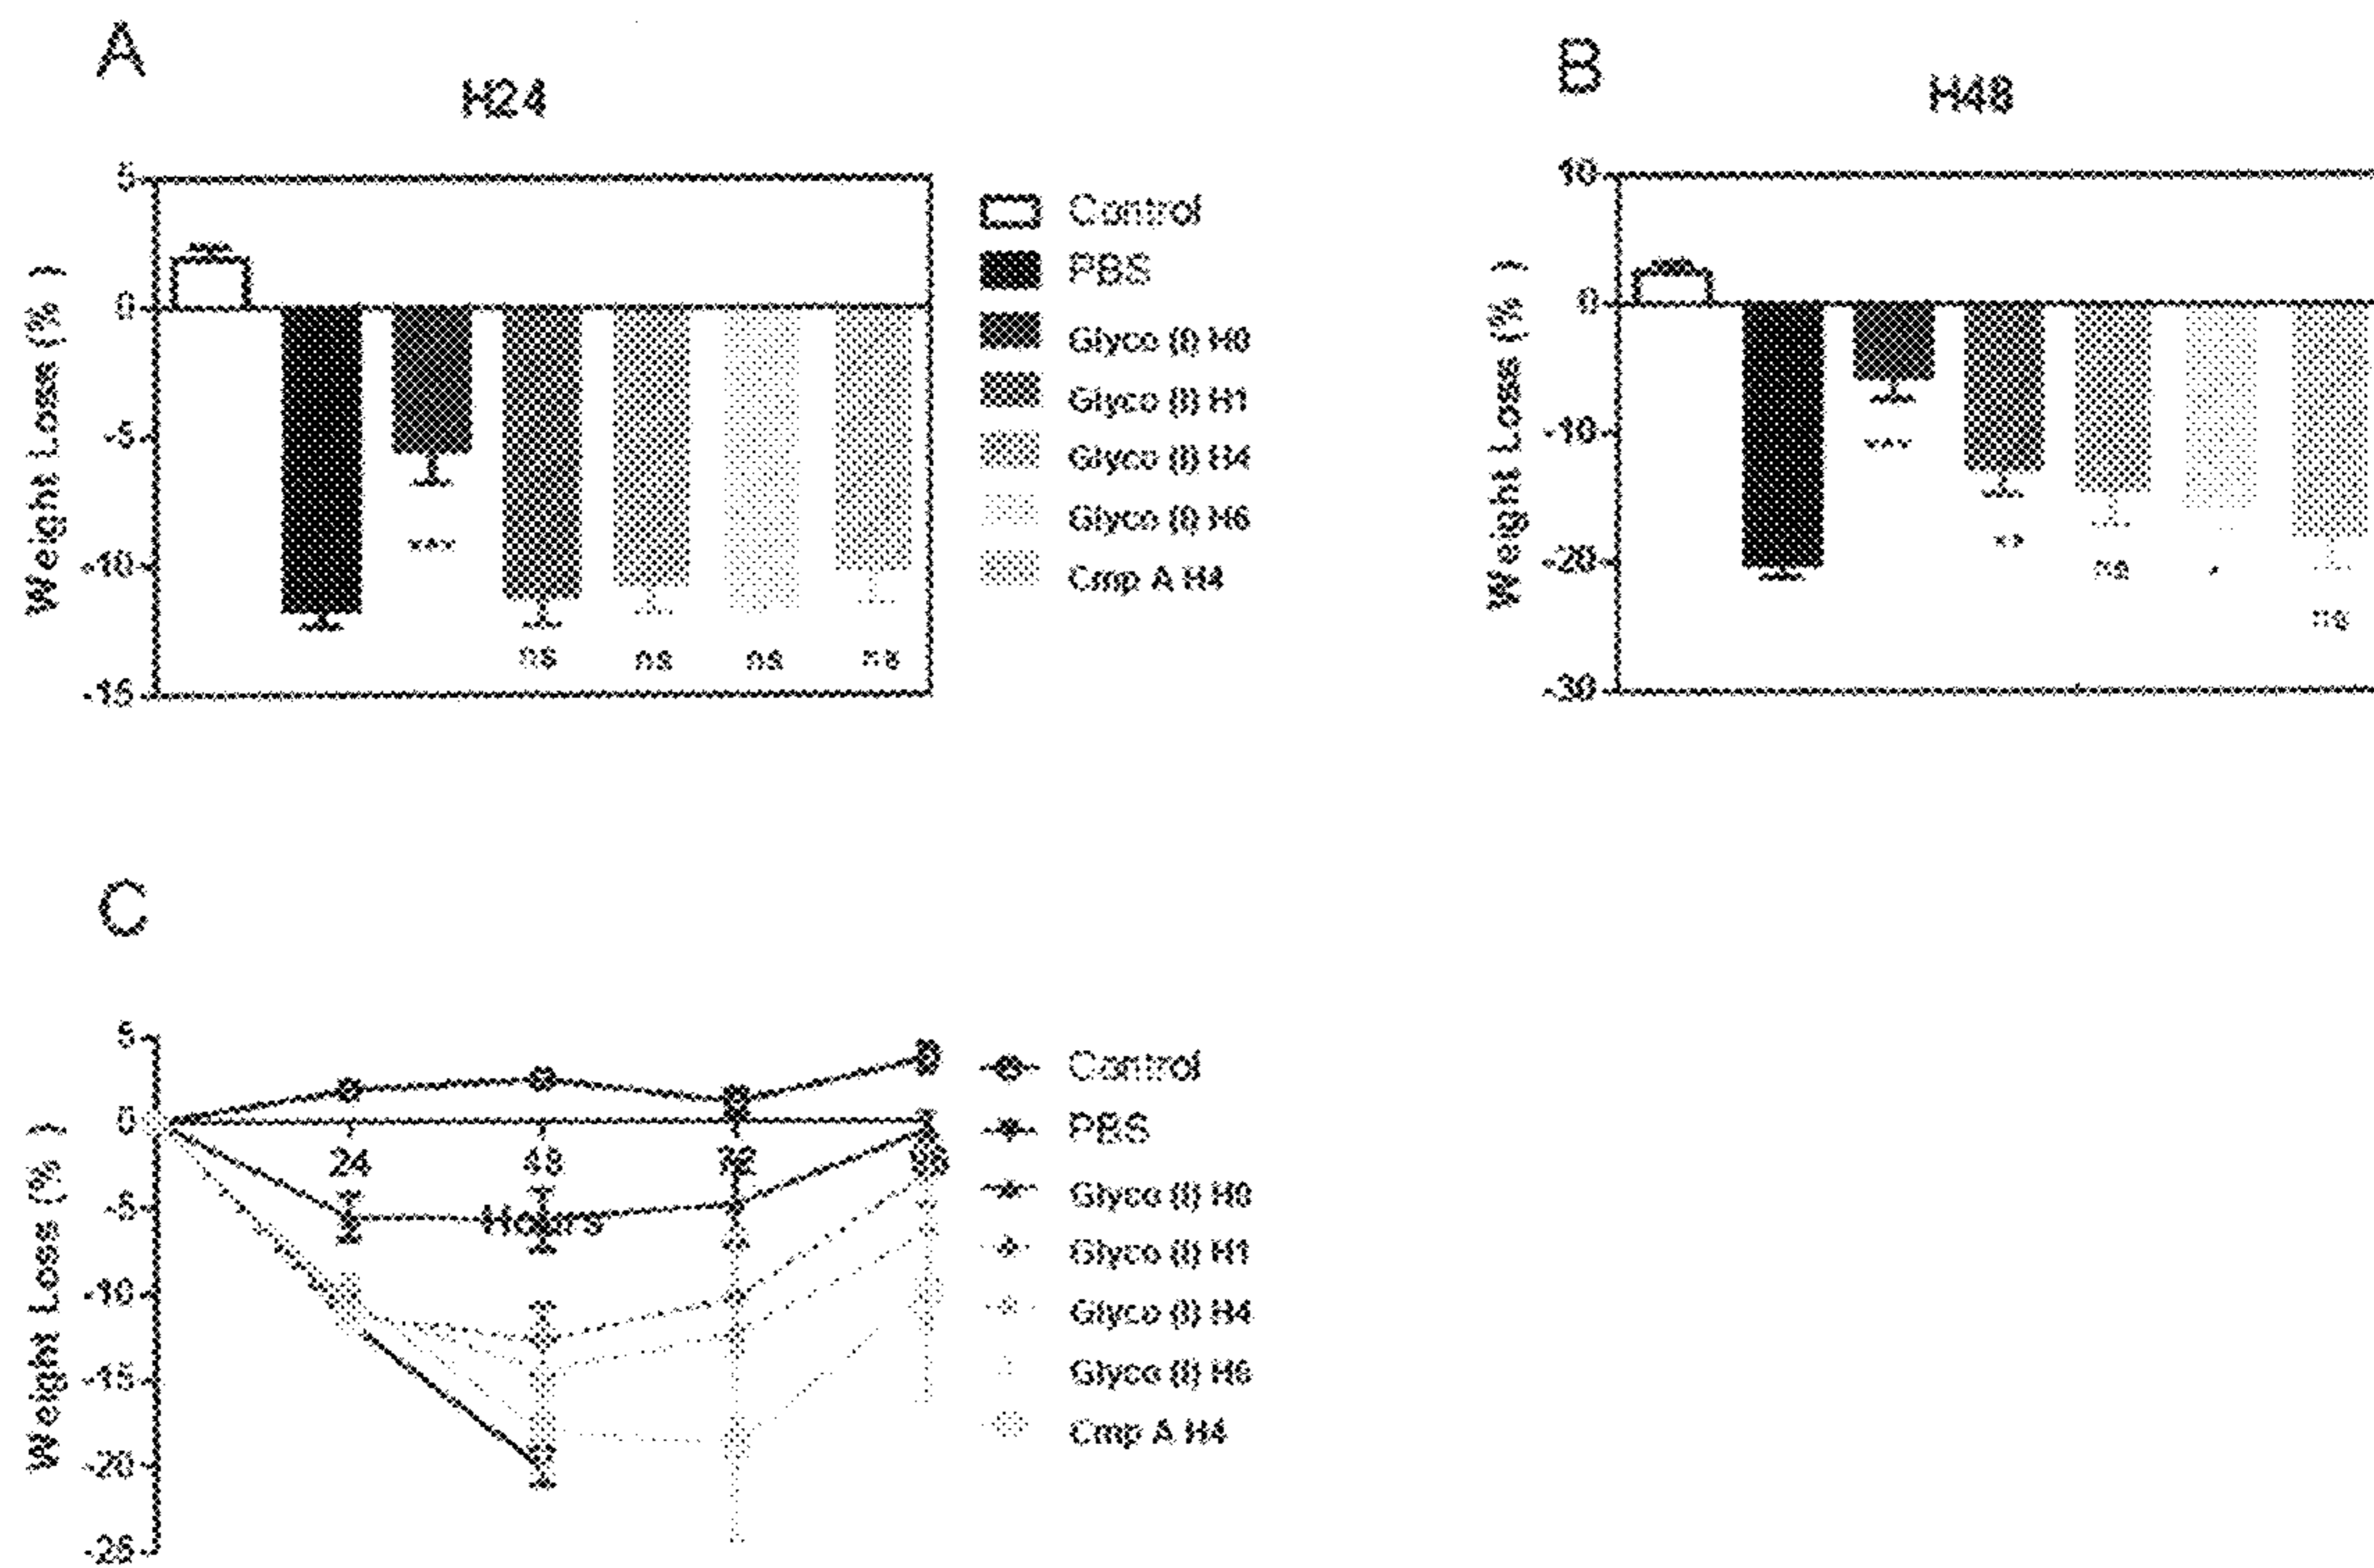 A
H24
5
0
-5
-10
-15
Weight Loss (% )
***
ns
ns
ns
ns
Control
PBS
Glyco (I) H0
Glyco (I) H1
Glyco (I) H4
Glyco (I) H6
Cmp A H4
B
H48
10
0
-10
-20
-30
Weight Loss (% )
***
**
ns
*
ns
C
5
0
-5
-10
-15
-20
-25
Weight Loss (% )
24
48
72
Hours
Control
PBS
Glyco (I) H0
Glyco (I) H1
Glyco (I) H4
Glyco (I) H6
Cmp A H4